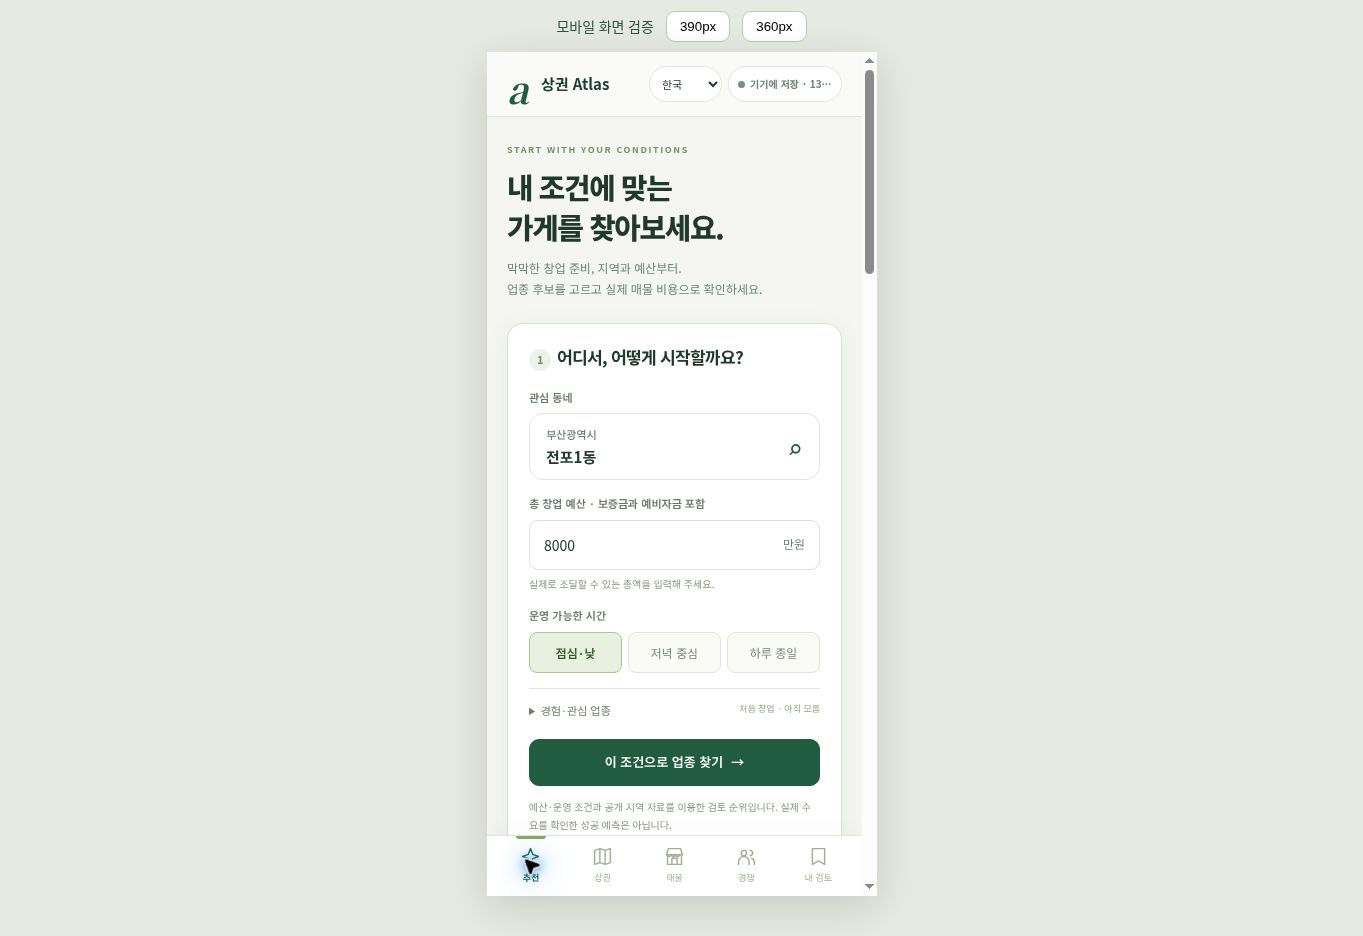 모바일 화면 검증 390px 360px
a 상권 Atlas 한국 기기에 저장 · 13…
START WITH YOUR CONDITIONS
내 조건에 맞는
가게를 찾아보세요.
막막한 창업 준비, 지역과 예산부터.
업종 후보를 고르고 실제 매물 비용으로 확인하세요.
1 어디서, 어떻게 시작할까요?
관심 동네
부산광역시
전포1동
총 창업 예산 · 보증금과 예비자금 포함
8000 만원
실제로 조달할 수 있는 총액을 입력해 주세요.
운영 가능한 시간
점심·낮 저녁 중심 하루 종일
경험·관심 업종 처음 창업 · 아직 모름
이 조건으로 업종 찾기 →
예산·운영 조건과 공개 지역 자료를 이용한 검토 순위입니다. 실제 수
요를 확인한 성공 예측은 아닙니다.
추천 상권 매물 경쟁 내 검토